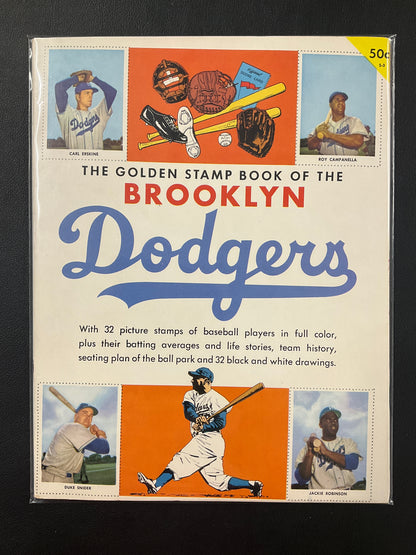 50¢
S-3
CARL ERSKINE
ROY CAMPANELLA
THE GOLDEN STAMP BOOK OF THE
BROOKLYN
Dodgers
With 32 picture stamps of baseball players in full color,
plus their batting averages and life stories, team history,
seating plan of the ball park and 32 black and white drawings.
DUKE SNIDER
JACKIE ROBINSON